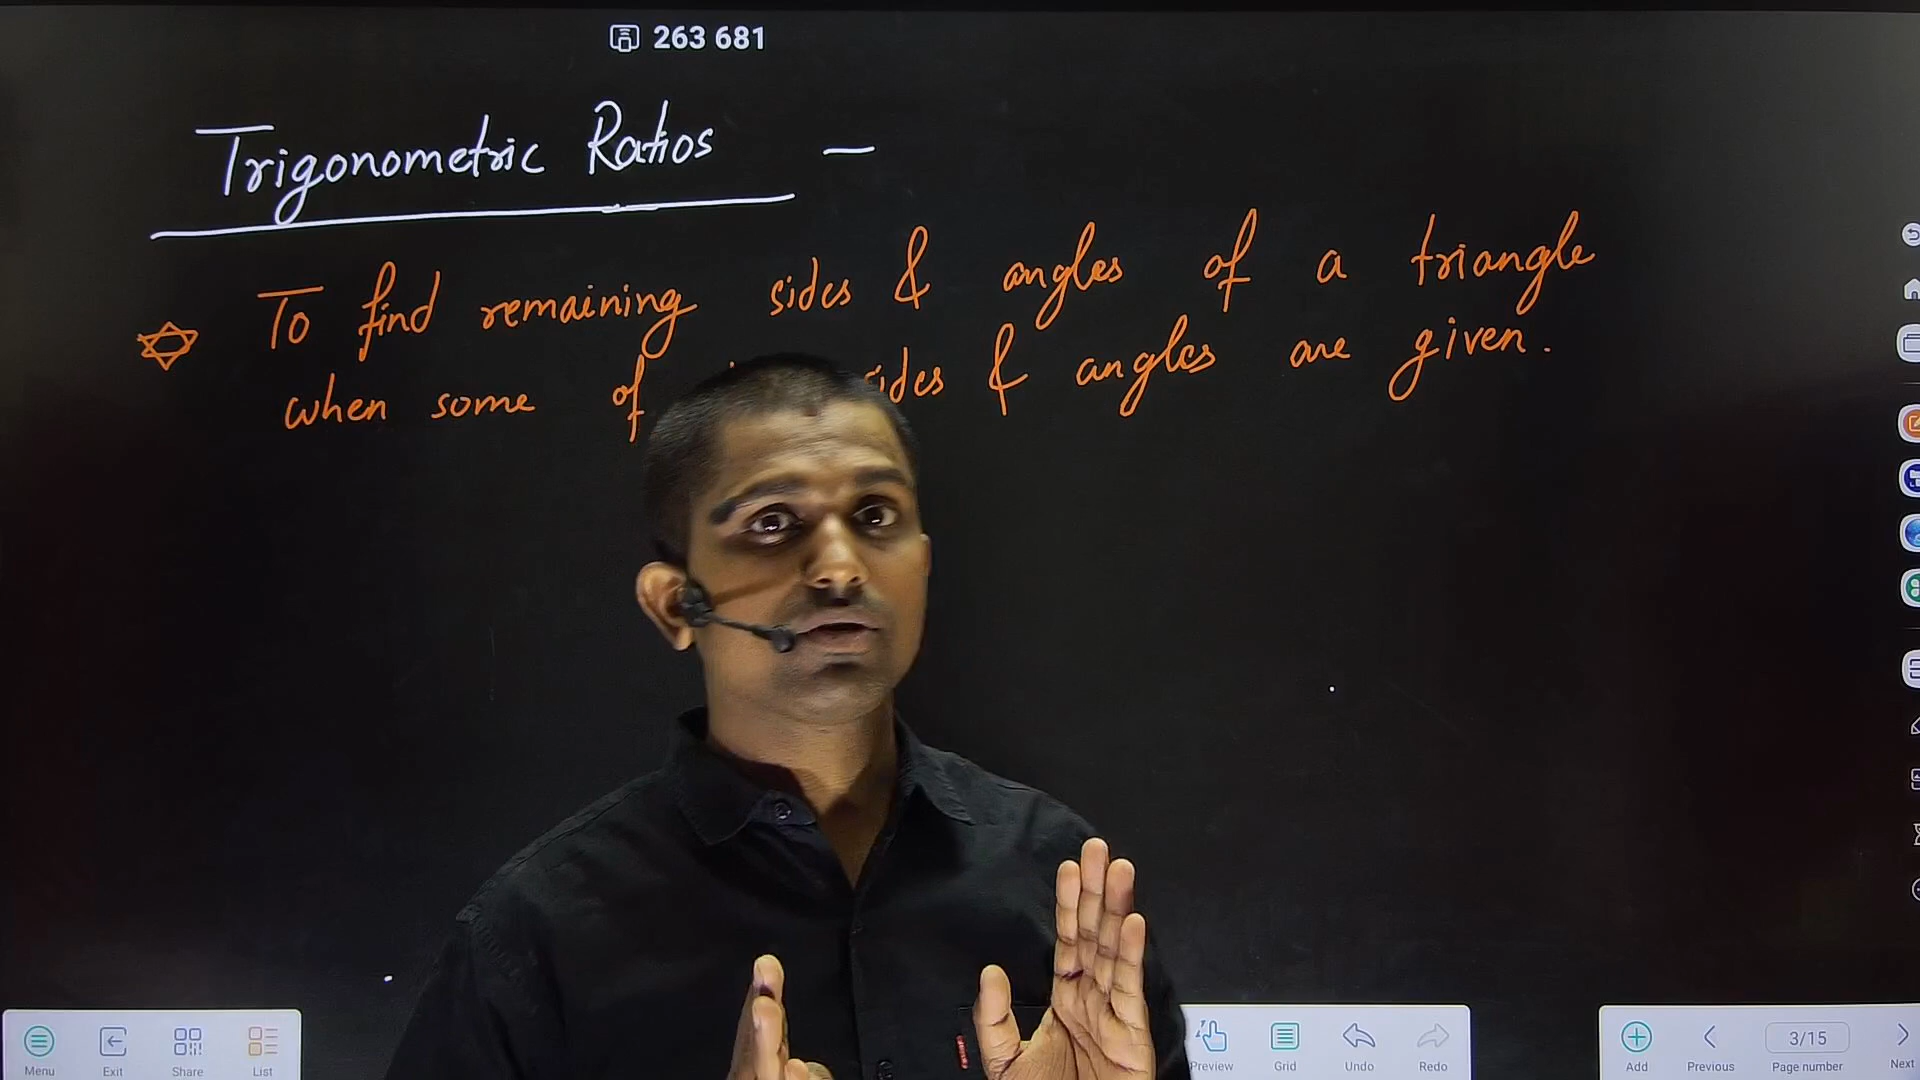 263 681
Trigonometric Ratios —
To find remaining sides & angles of a triangle
when some of sides & angles are given.
Menu
Exit
Share
List
Preview
Grid
Undo
Redo
Add
Previous
3/15
Page number
Next